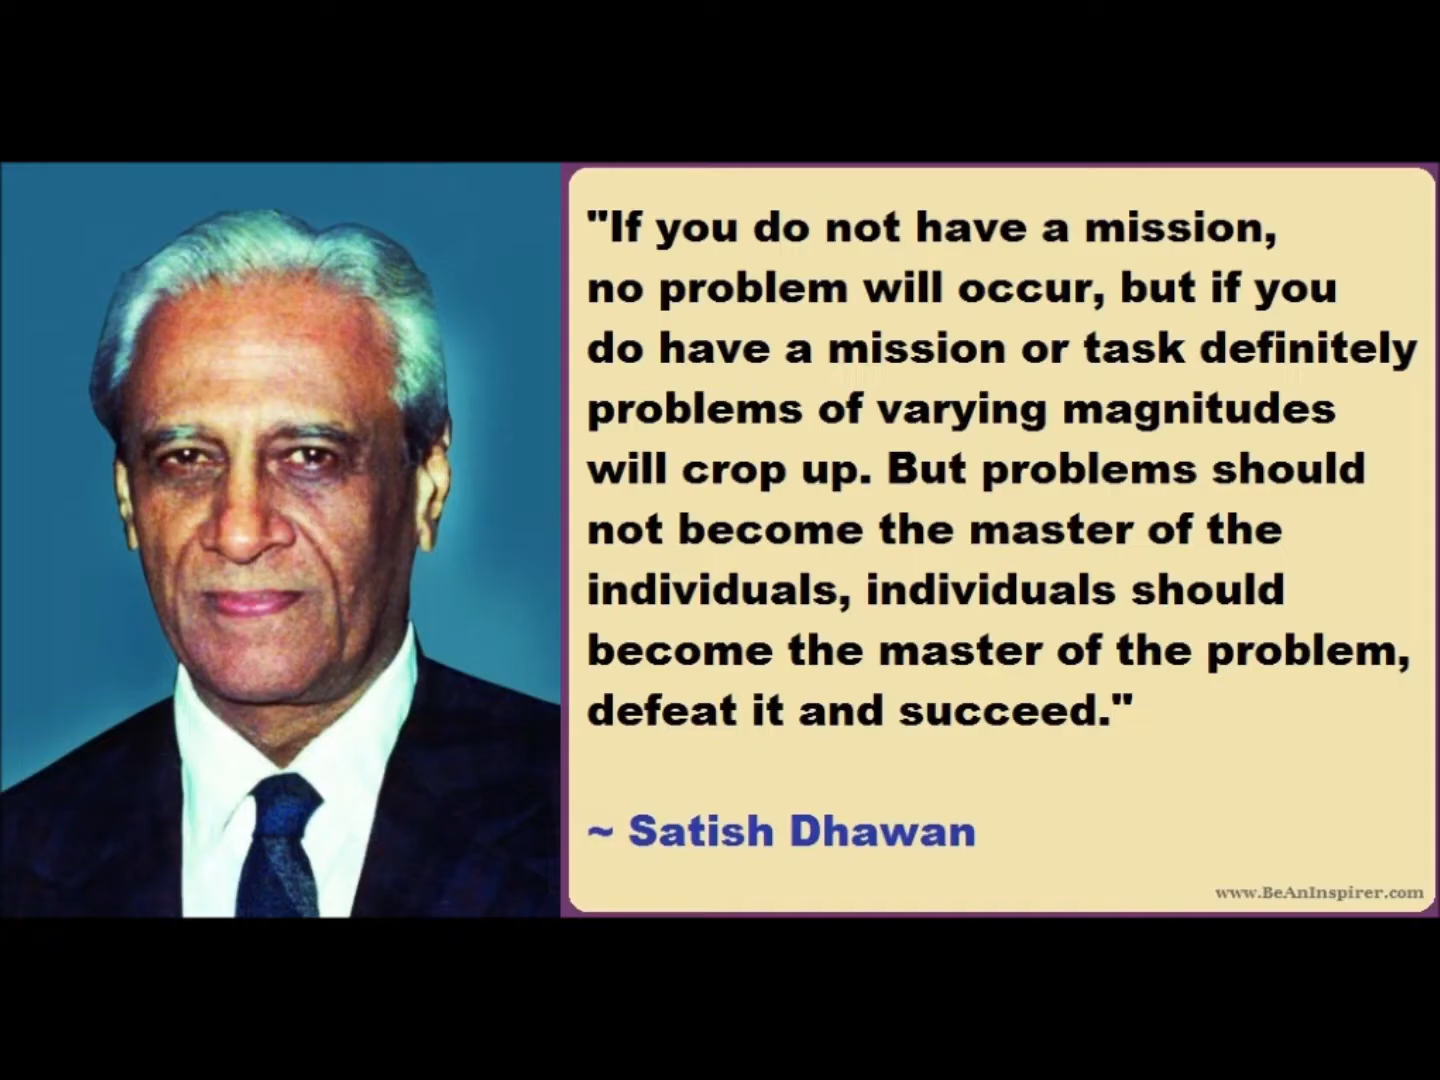 "If you do not have a mission,
no problem will occur, but if you
do have a mission or task definitely
problems of varying magnitudes
will crop up. But problems should
not become the master of the
individuals, individuals should
become the master of the problem,
defeat it and succeed."
~ Satish Dhawan
www.BeAnInspirer.com